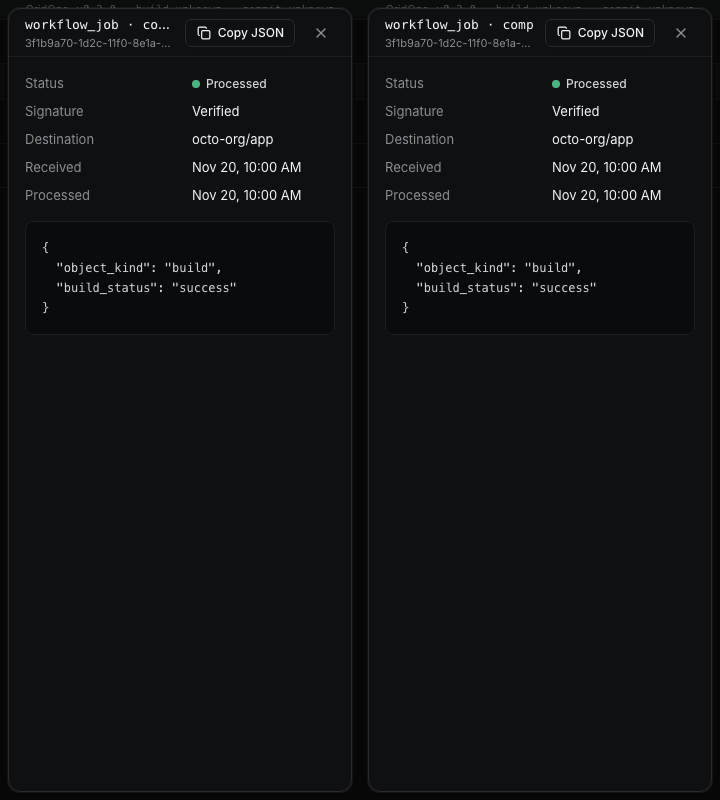 workflow_job · co...
3f1b9a70-1d2c-11f0-8e1a-...
Copy JSON
Status Processed
Signature Verified
Destination octo-org/app
Received Nov 20, 10:00 AM
Processed Nov 20, 10:00 AM
{
  "object_kind": "build",
  "build_status": "success"
}
workflow_job · comp
3f1b9a70-1d2c-11f0-8e1a-...
Copy JSON
Status Processed
Signature Verified
Destination octo-org/app
Received Nov 20, 10:00 AM
Processed Nov 20, 10:00 AM
{
  "object_kind": "build",
  "build_status": "success"
}